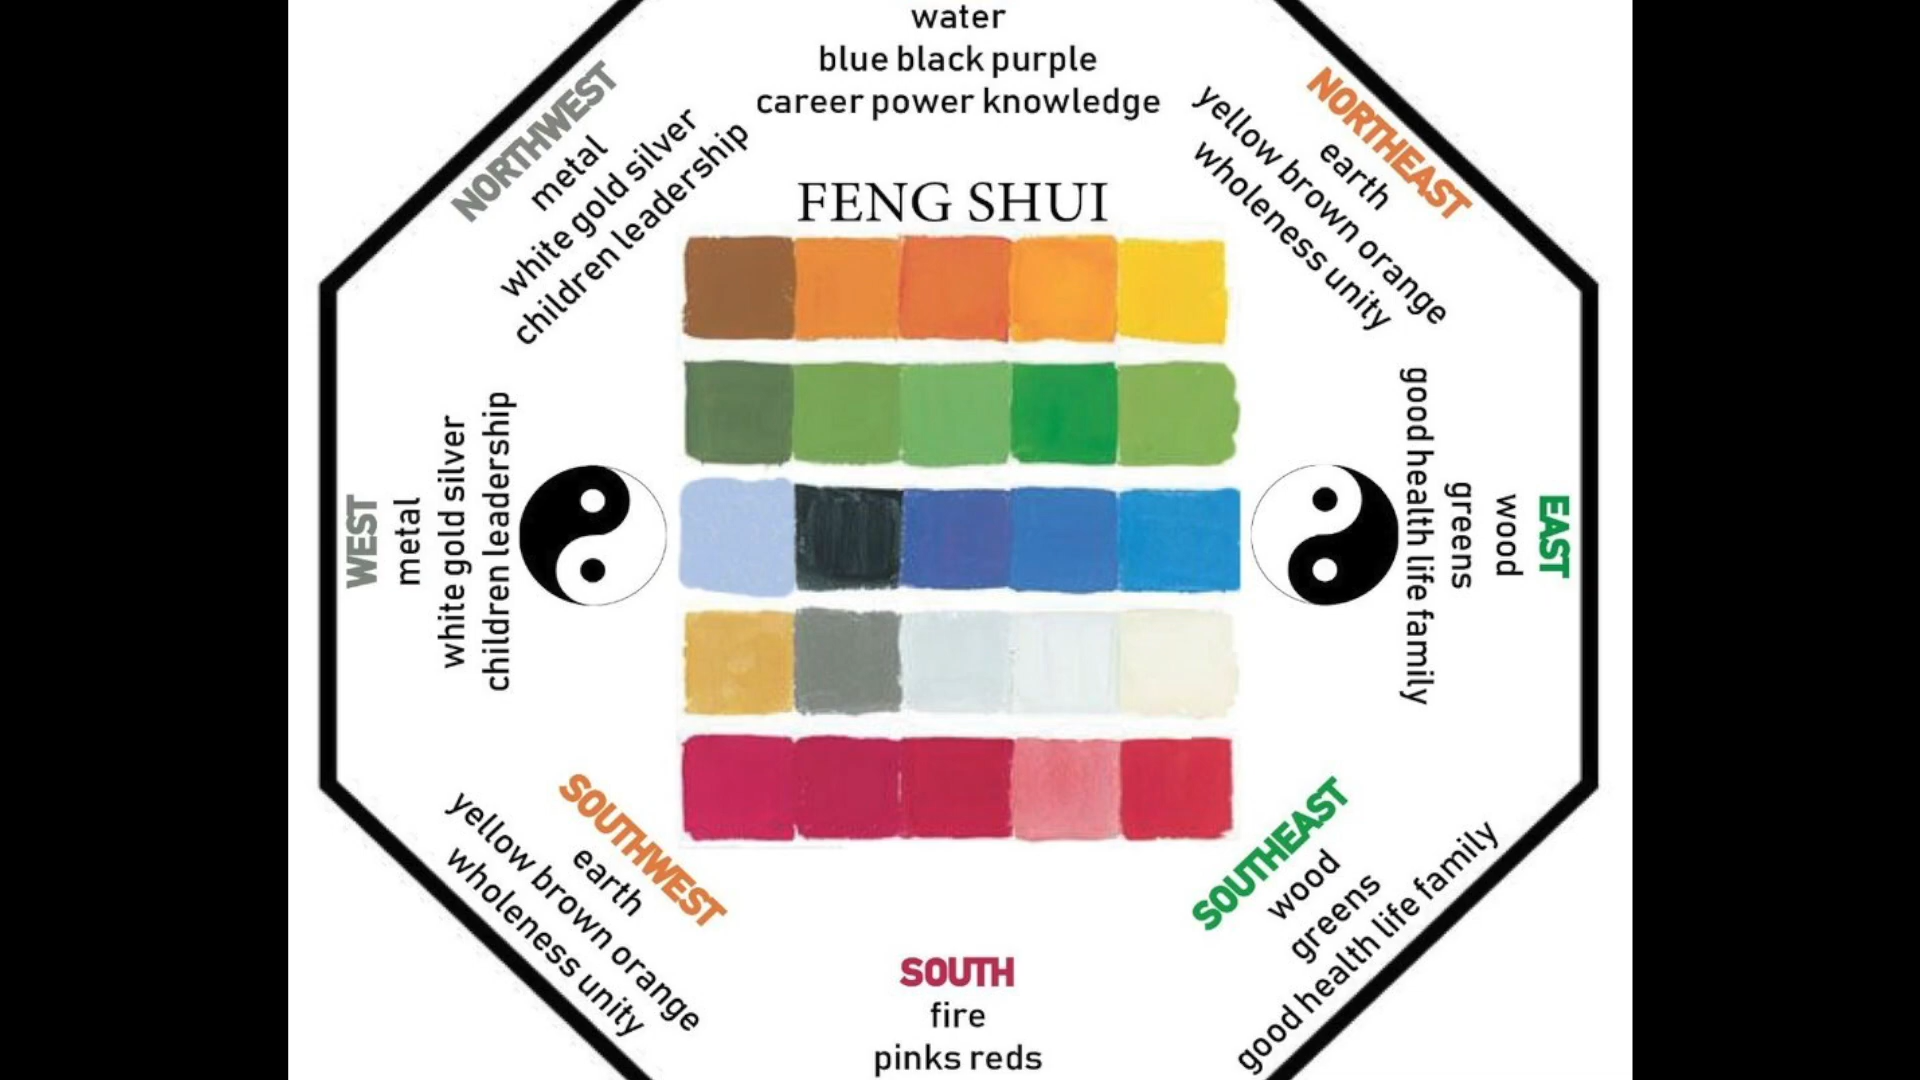 water
blue black purple
career power knowledge
NORTHWEST
metal
white gold silver
children leadership
NORTHEAST
earth
yellow brown orange
wholeness unity
FENG SHUI
WEST
metal
white gold silver
children leadership
EAST
wood
greens
good health life family
SOUTHWEST
earth
yellow brown orange
wholeness unity
SOUTHEAST
wood
greens
good health life family
SOUTH
fire
pinks reds